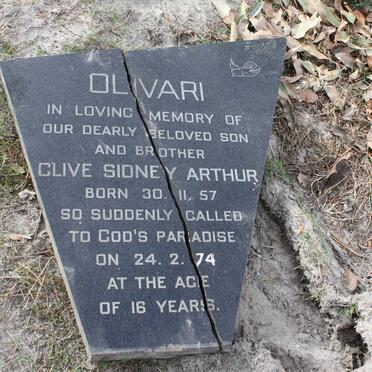 OLIVARI
IN LOVING MEMORY OF
OUR DEARLY BELOVED SON
AND BROTHER
CLIVE SIDNEY ARTHUR
BORN 30. 11. 57
SO SUDDENLY CALLED
TO GOD'S PARADISE
ON 24. 2. 74
AT THE AGE
OF 16 YEARS.